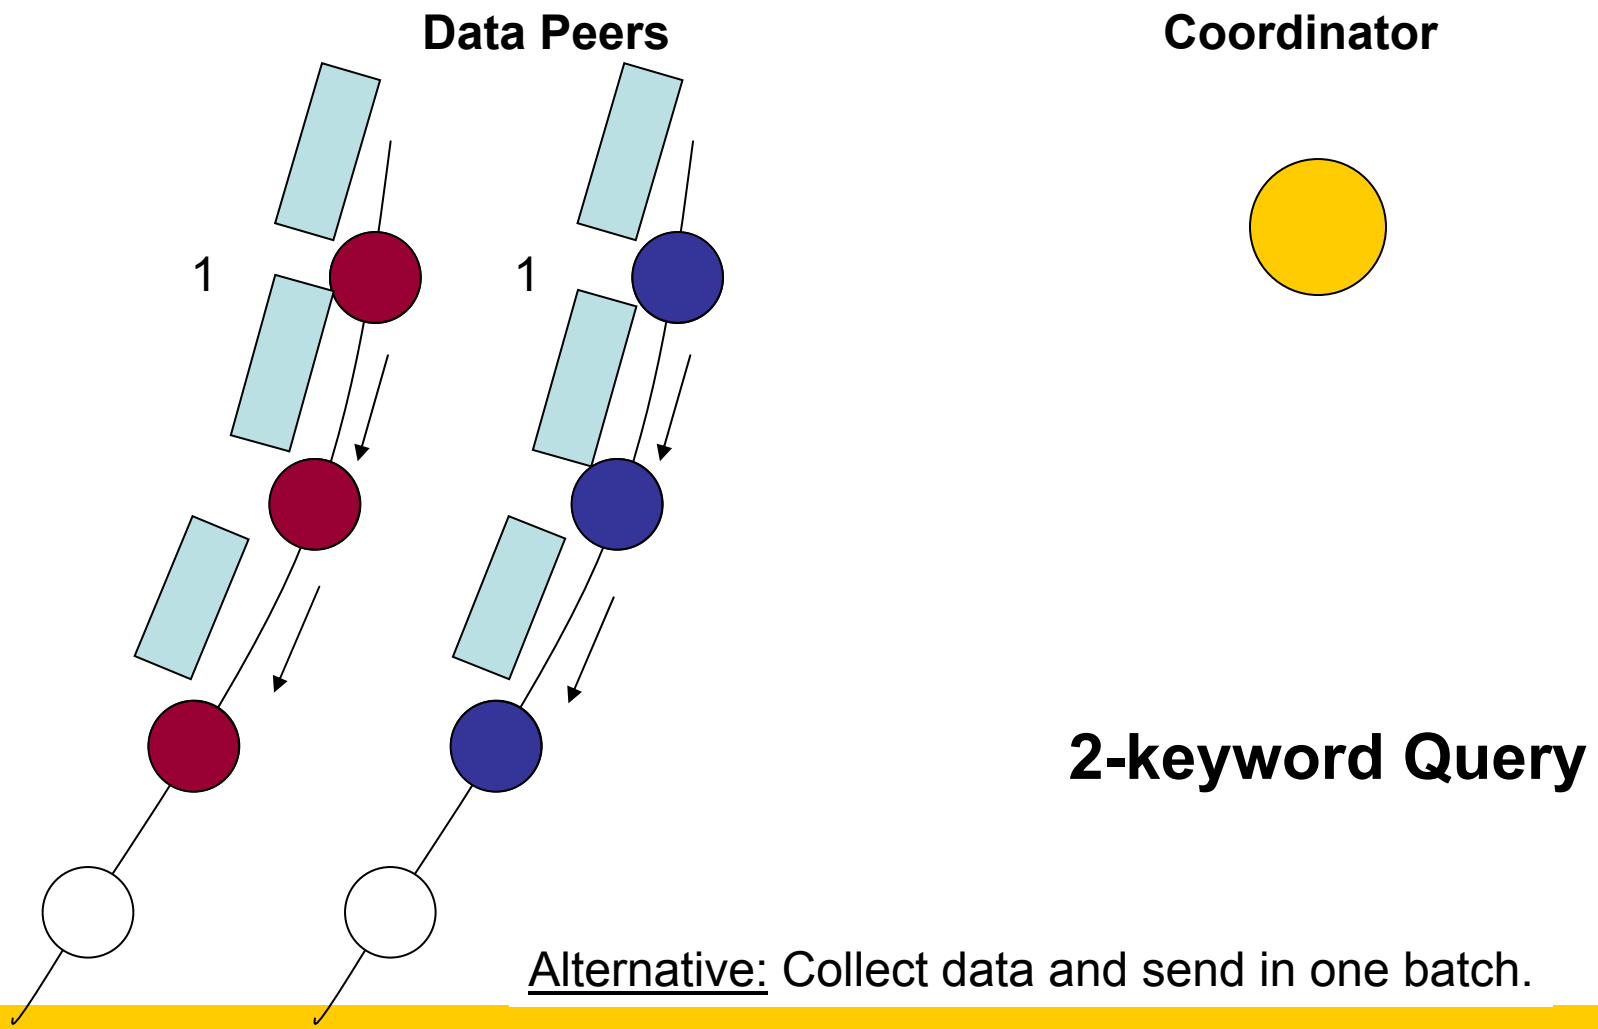 Data Peers
Coordinator
1
1
2-keyword Query
Alternative: Collect data and send in one batch.